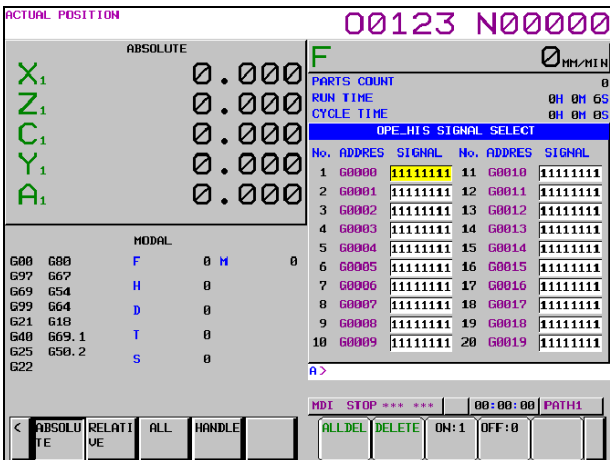 ACTUAL POSITION
O0123 N00000
ABSOLUTE
X1 0.000
Z1 0.000
C1 0.000
Y1 0.000
A1 0.000
F 0 MM/MIN
PARTS COUNT 0
RUN TIME 0H 0M 6S
CYCLE TIME 0H 0M 0S
OPE_HIS SIGNAL SELECT
No. ADDRES SIGNAL No. ADDRES SIGNAL
1 G0000 11111111 11 G0010 11111111
2 G0001 11111111 12 G0011 11111111
3 G0002 11111111 13 G0012 11111111
4 G0003 11111111 14 G0013 11111111
5 G0004 11111111 15 G0014 11111111
6 G0005 11111111 16 G0015 11111111
7 G0006 11111111 17 G0016 11111111
8 G0007 11111111 18 G0017 11111111
9 G0008 11111111 19 G0018 11111111
10 G0009 11111111 20 G0019 11111111
MODAL
G00 G80 F 0 M 0
G97 G67
G69 G54 H 0
G99 G64 D 0
G21 G18
G40 G69.1 T 0
G25 G50.2 S 0
G22
A>
MDI STOP *** *** 00:00:00 PATH1
< ABSOLUTE RELATIVE ALL HANDLE
ALLDEL DELETE ON:1 OFF:0